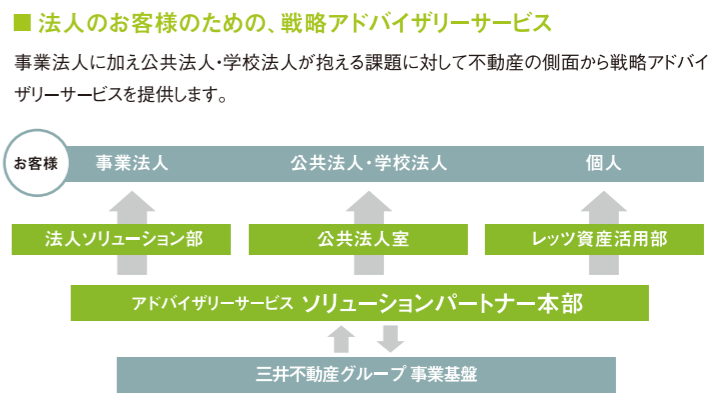 ■ 法人のお客様のための、戦略アドバイザリーサービス
事業法人に加え公共法人・学校法人が抱える課題に対して不動産の側面から戦略アドバイ
ザリーサービスを提供します。
お客様 事業法人 公共法人・学校法人 個人
法人ソリューション部 公共法人室 レッツ資産活用部
アドバイザリーサービス ソリューションパートナー本部
三井不動産グループ 事業基盤